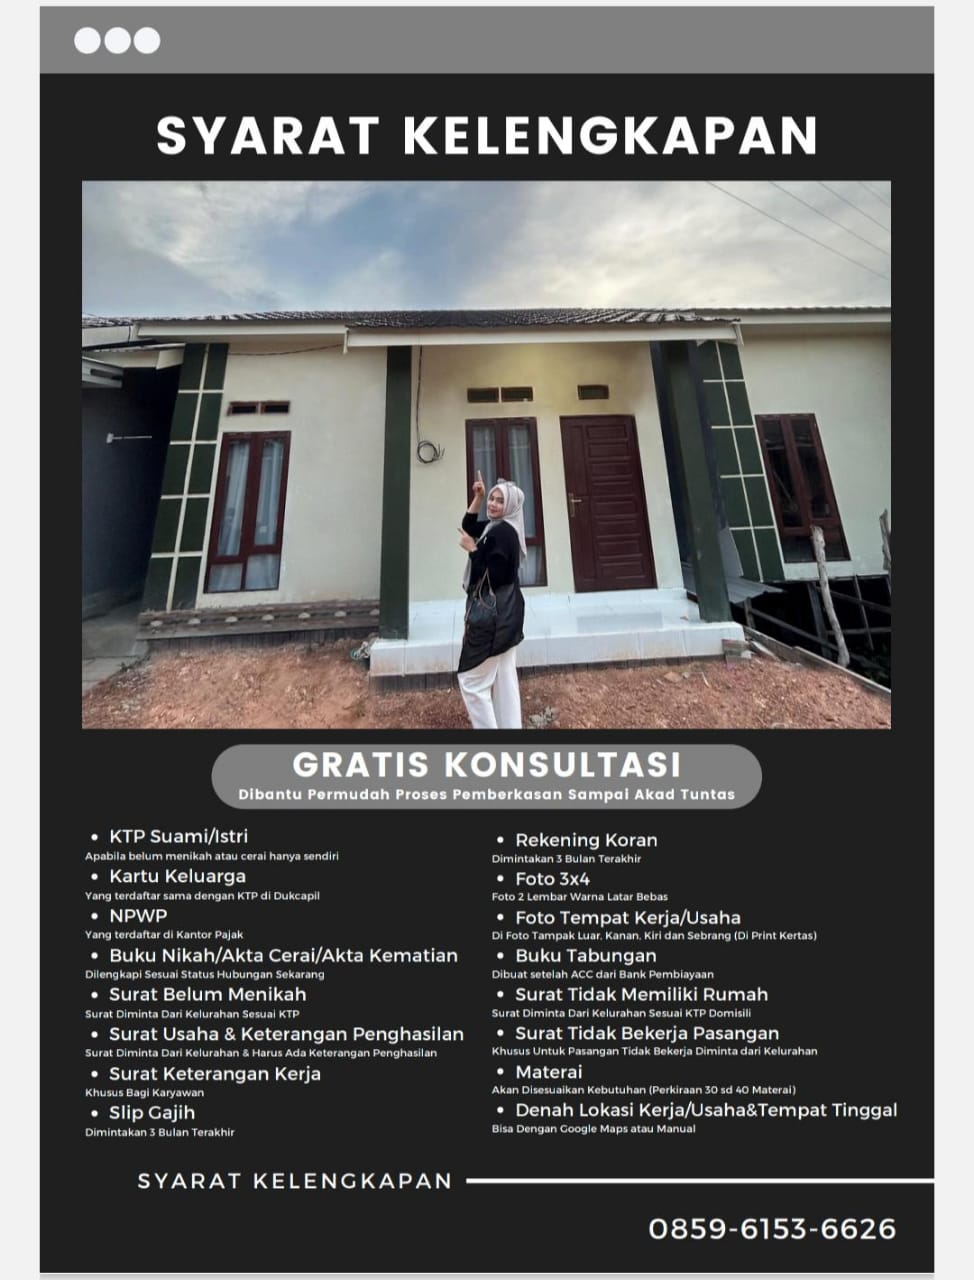 SYARAT KELENGKAPAN
GRATIS KONSULTASI
Dibantu Permudah Proses Pemberkasan Sampai Akad Tuntas
• KTP Suami/Istri
Apabila belum menikah atau cerai hanya sendiri
• Kartu Keluarga
Yang terdaftar sama dengan KTP di Dukcapil
• NPWP
Yang terdaftar di Kantor Pajak
• Buku Nikah/Akta Cerai/Akta Kematian
Dilengkapi Sesuai Status Hubungan Sekarang
• Surat Belum Menikah
Surat Diminta Dari Kelurahan Sesuai KTP
• Surat Usaha & Keterangan Penghasilan
Surat Diminta Dari Kelurahan & Harus Ada Keterangan Penghasilan
• Surat Keterangan Kerja
Khusus Bagi Karyawan
• Slip Gajih
Dimintakan 3 Bulan Terakhir
• Rekening Koran
Dimintakan 3 Bulan Terakhir
• Foto 3x4
Foto 2 Lembar Warna Latar Bebas
• Foto Tempat Kerja/Usaha
Di Foto Tampak Luar, Kanan, Kiri dan Sebrang (Di Print Kertas)
• Buku Tabungan
Dibuat setelah ACC dari Bank Pembiayaan
• Surat Tidak Memiliki Rumah
Surat Diminta Dari Kelurahan Sesuai KTP Domisili
• Surat Tidak Bekerja Pasangan
Khusus Untuk Pasangan Tidak Bekerja Diminta dari Kelurahan
• Materai
Akan Disesuaikan Kebutuhan (Perkiraan 30 sd 40 Materai)
• Denah Lokasi Kerja/Usaha&Tempat Tinggal
Bisa Dengan Google Maps atau Manual
SYARAT KELENGKAPAN
0859-6153-6626